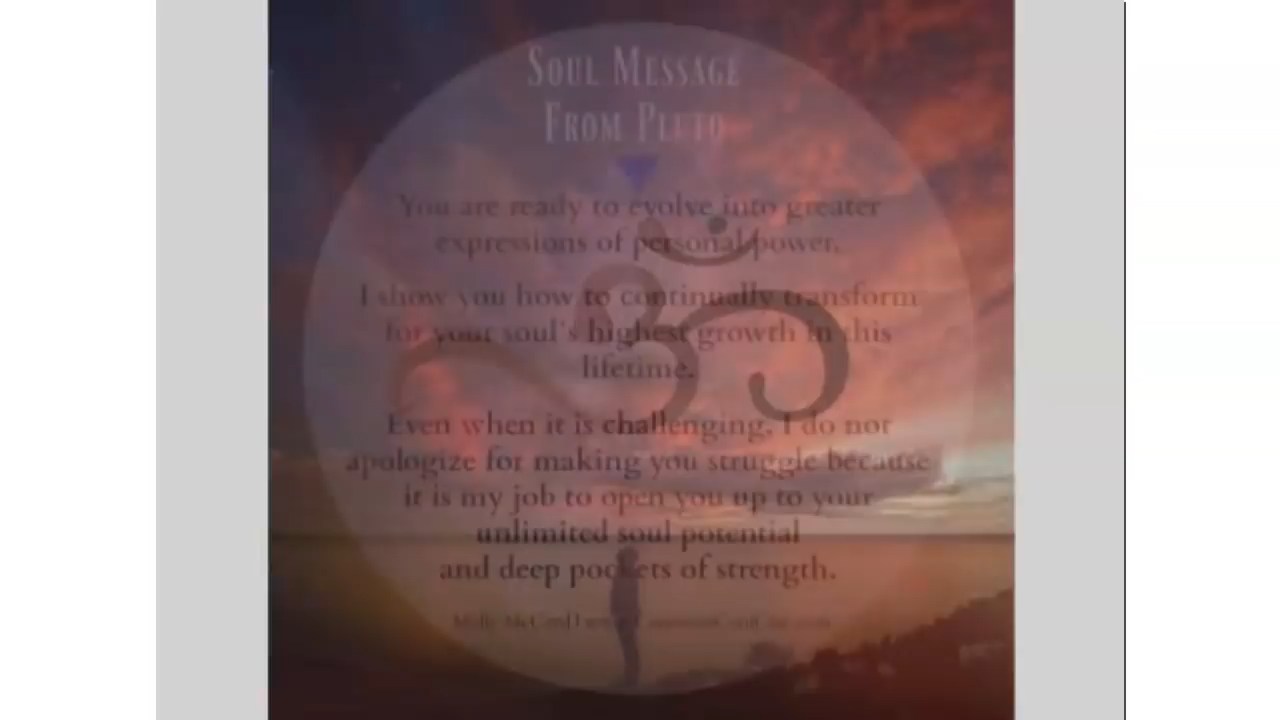 SOUL MESSAGE
FROM PLUTO
You are ready to evolve into greater
expressions of personal power.
I show you how to continually transform
for your soul's highest growth in this
lifetime.
Even when it is challenging, I do not
apologize for making you struggle because
it is my job to open you up to your
unlimited soul potential
and deep pockets of strength.
Molly McCord
ॐ